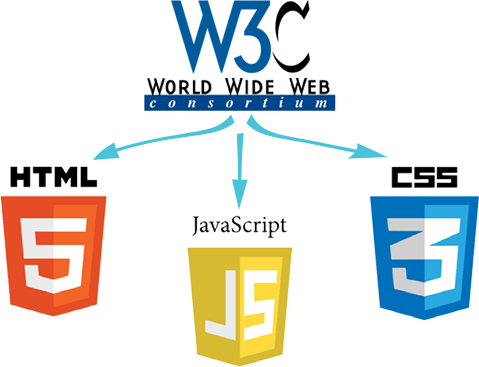 W3C
WORLD WIDE WEB
consortium
HTML
CSS
JavaScript
5
3
JS